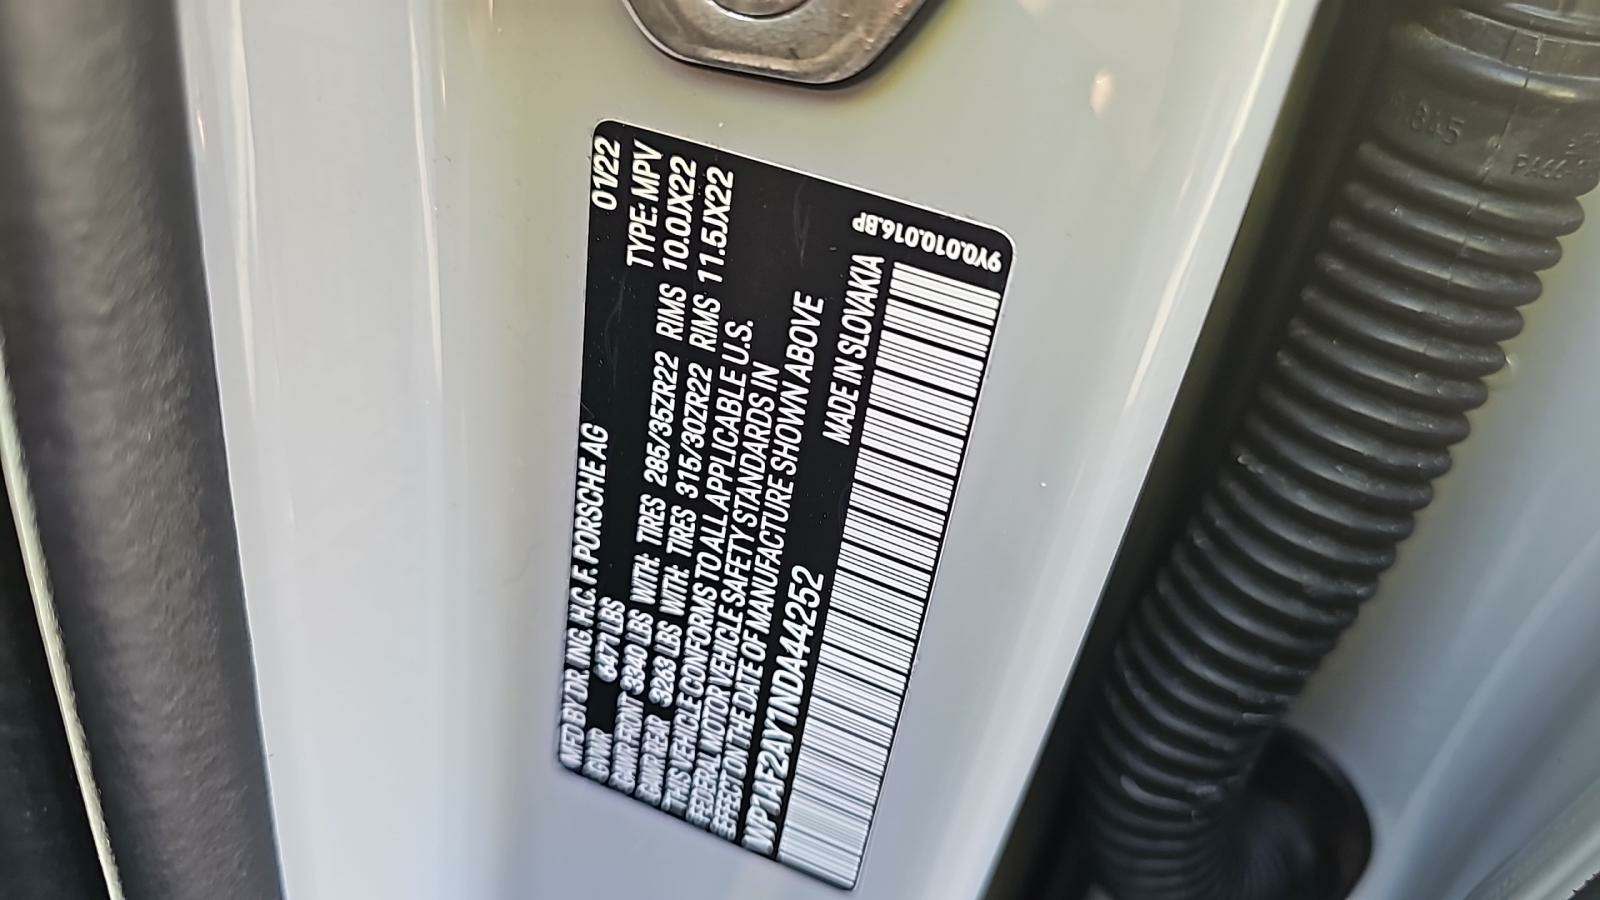 MFD BY DR. ING. H.C. F. PORSCHE AG 01/22
GVWR 6471 LBS TYPE: MPV
GAWR FRONT 3340 LBS WITH: TIRES 285/35ZR22 RIMS 10.0JX22
GAWR REAR 3263 LBS WITH: TIRES 315/30ZR22 RIMS 11.5JX22
THIS VEHICLE CONFORMS TO ALL APPLICABLE U.S.
FEDERAL MOTOR VEHICLE SAFETY STANDARDS IN
EFFECT ON THE DATE OF MANUFACTURE SHOWN ABOVE
WP1AF2AY1NDA44252 MADE IN SLOVAKIA
9Y0.010.016.BP
845